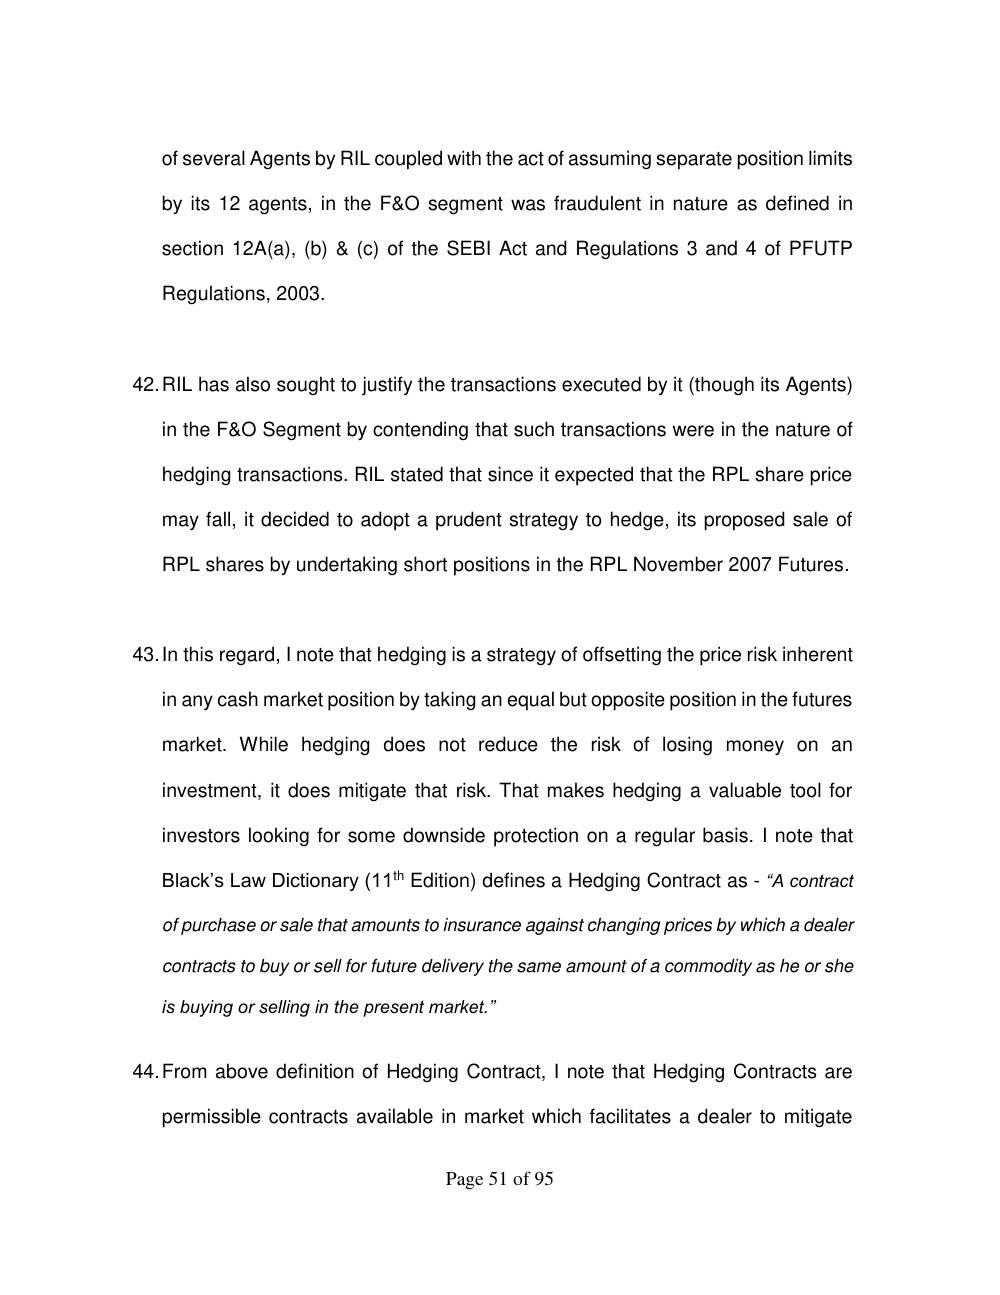 of several Agents by RIL coupled with the act of assuming separate position limits
by its 12 agents, in the F&O segment was fraudulent in nature as defined in
section 12A(a), (b) & (c) of the SEBI Act and Regulations 3 and 4 of PFUTP
Regulations, 2003.
42. RIL has also sought to justify the transactions executed by it (though its Agents)
in the F&O Segment by contending that such transactions were in the nature of
hedging transactions. RIL stated that since it expected that the RPL share price
may fall, it decided to adopt a prudent strategy to hedge, its proposed sale of
RPL shares by undertaking short positions in the RPL November 2007 Futures.
43. In this regard, I note that hedging is a strategy of offsetting the price risk inherent
in any cash market position by taking an equal but opposite position in the futures
market. While hedging does not reduce the risk of losing money on an
investment, it does mitigate that risk. That makes hedging a valuable tool for
investors looking for some downside protection on a regular basis. I note that
Black’s Law Dictionary (11th Edition) defines a Hedging Contract as - “A contract
of purchase or sale that amounts to insurance against changing prices by which a dealer
contracts to buy or sell for future delivery the same amount of a commodity as he or she
is buying or selling in the present market.”
44. From above definition of Hedging Contract, I note that Hedging Contracts are
permissible contracts available in market which facilitates a dealer to mitigate
Page 51 of 95